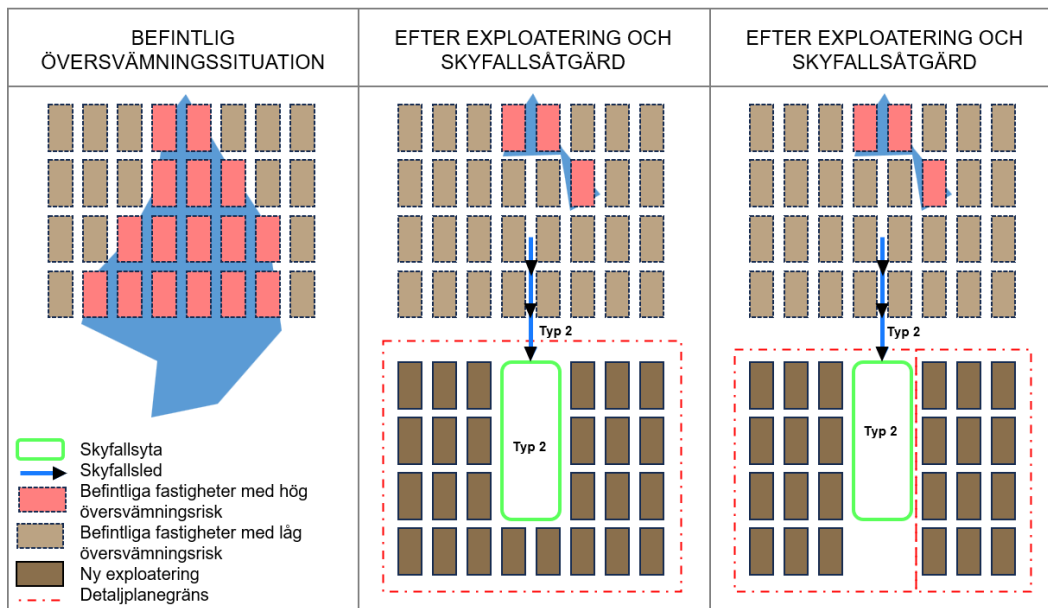 BEFINTLIG
ÖVERSVÄMNINGSSITUATION
EFTER EXPLOATERING OCH
SKYFALLSÅTGÄRD
EFTER EXPLOATERING OCH
SKYFALLSÅTGÄRD
Typ 2
Typ 2
Typ 2
Typ 2
Skyfallsyta
Skyfallsled
Befintliga fastigheter med hög
översvämningsrisk
Befintliga fastigheter med låg
översvämningsrisk
Ny exploatering
Detaljplanegräns